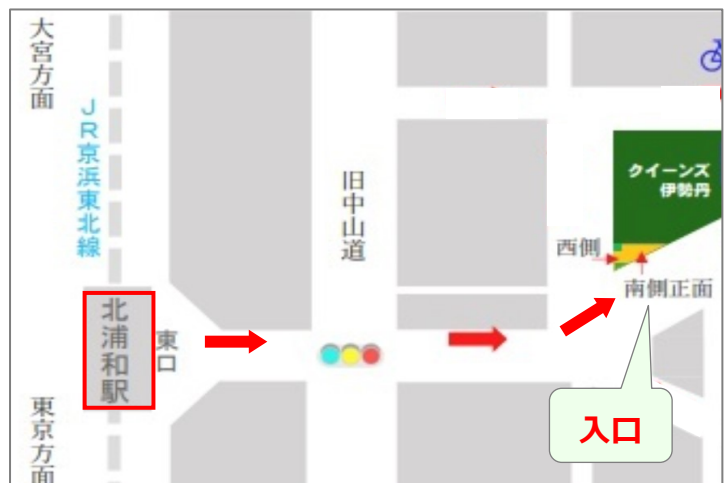 大宮方面
JR京浜東北線
旧中山道
クイーンズ
伊勢丹
西側
南側正面
北浦和駅
東口
入口
東京方面